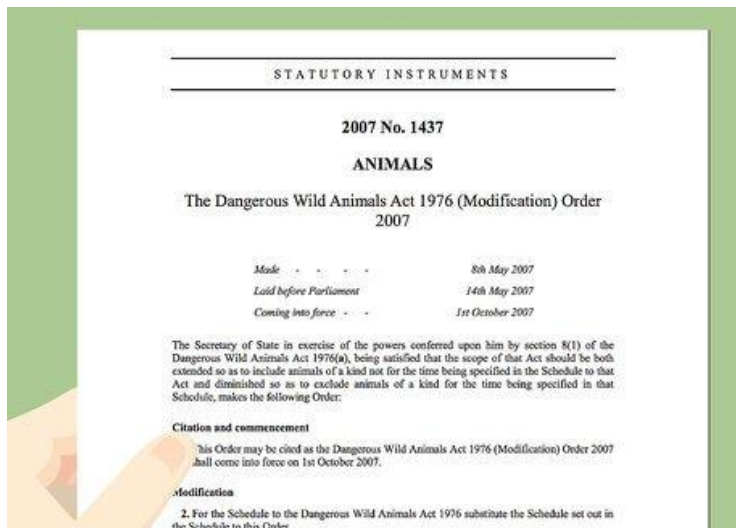 STATUTORY INSTRUMENTS
2007 No. 1437
ANIMALS
The Dangerous Wild Animals Act 1976 (Modification) Order
2007
Made - - - - 8th May 2007
Laid before Parliament 14th May 2007
Coming into force - - 1st October 2007
The Secretary of State in exercise of the powers conferred upon him by section 8(1) of the
Dangerous Wild Animals Act 1976(a), being satisfied that the scope of that Act should be both
extended so as to include animals of a kind not for the time being specified in the Schedule to that
Act and diminished so as to exclude animals of a kind for the time being specified in that
Schedule, makes the following Order:
Citation and commencement
his Order may be cited as the Dangerous Wild Animals Act 1976 (Modification) Order 2007
hall come into force on 1st October 2007.
Modification
2. For the Schedule to the Dangerous Wild Animals Act 1976 substitute the Schedule set out in
the Schedule to this Order.